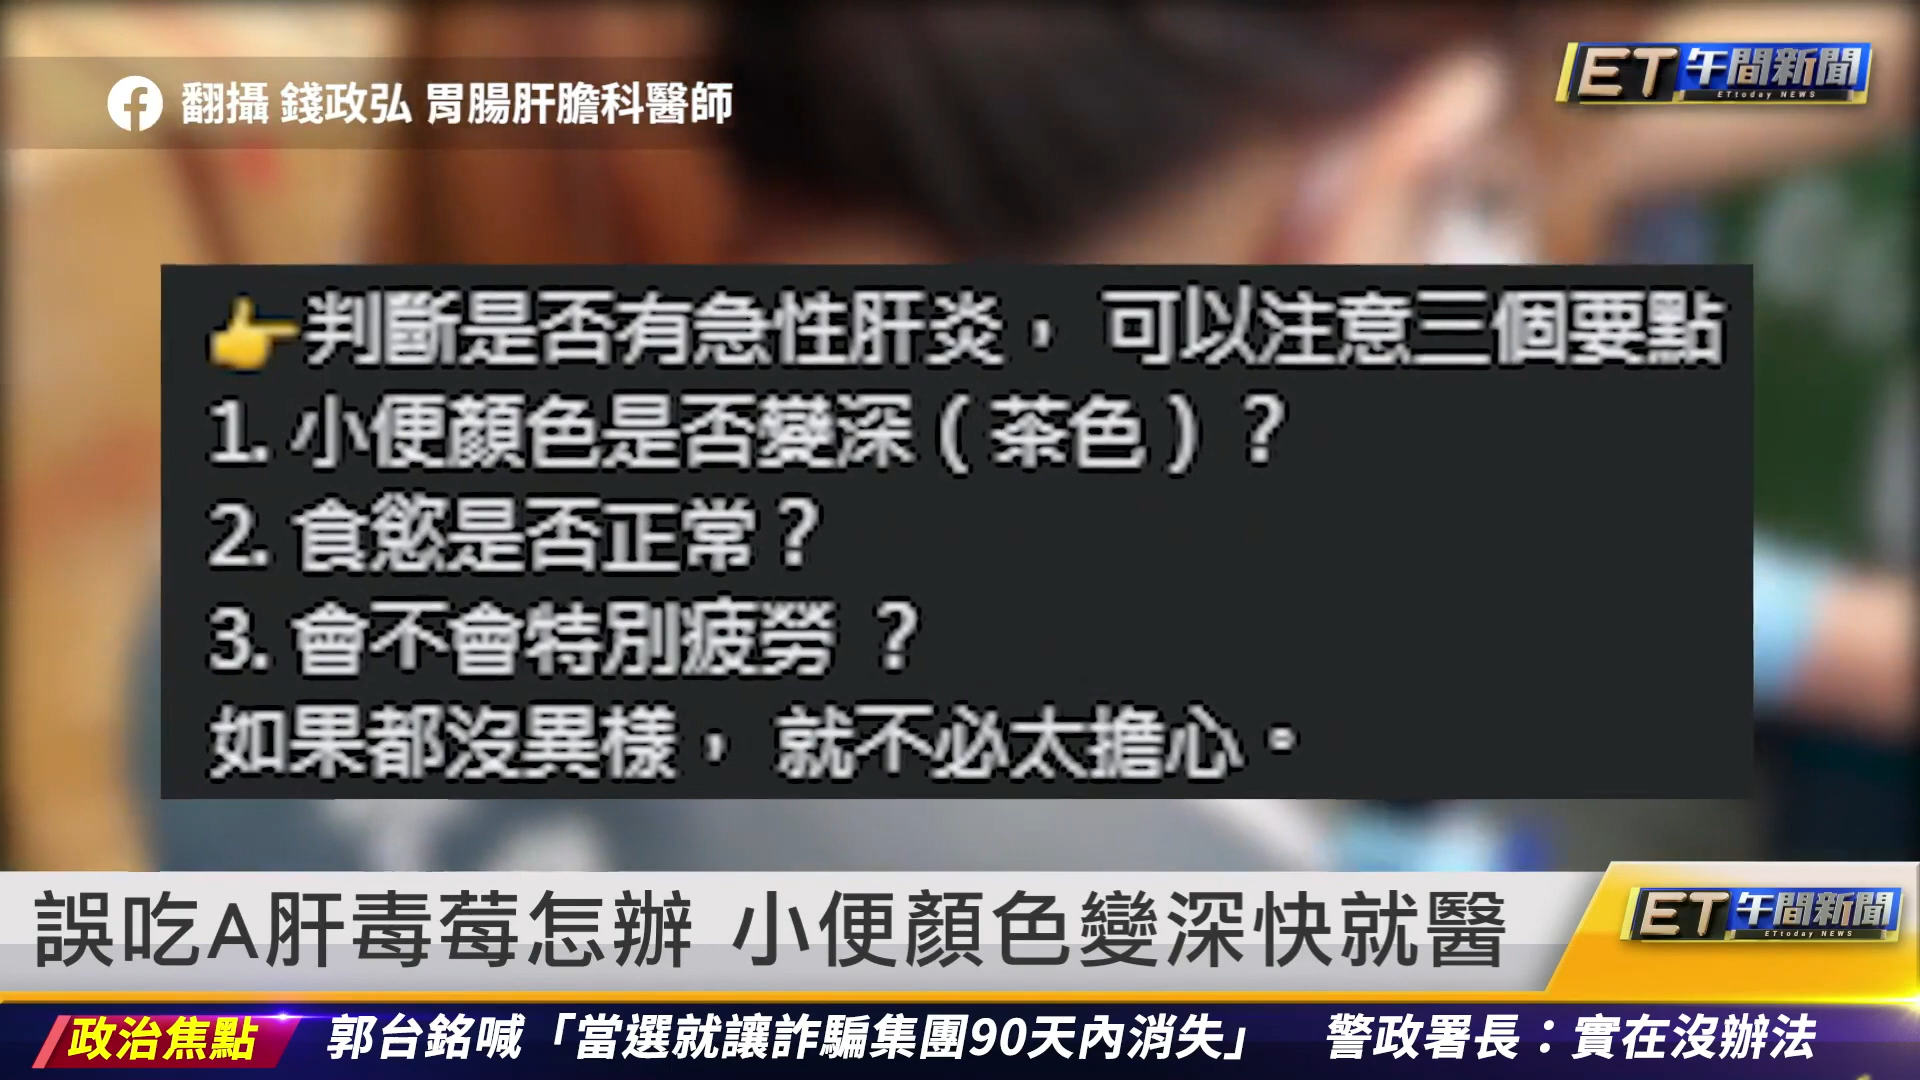 翻攝 錢政弘 胃腸肝膽科醫師
ET午間新聞
ETtoday NEWS
👉判斷是否有急性肝炎， 可以注意三個要點
1. 小便顏色是否變深（茶色）？
2. 食慾是否正常？
3. 會不會特別疲勞 ？
如果都沒異樣， 就不必太擔心。
誤吃A肝毒莓怎辦 小便顏色變深快就醫
ET午間新聞
ETtoday NEWS
政治焦點 郭台銘喊「當選就讓詐騙集團90天內消失」 警政署長：實在沒辦法